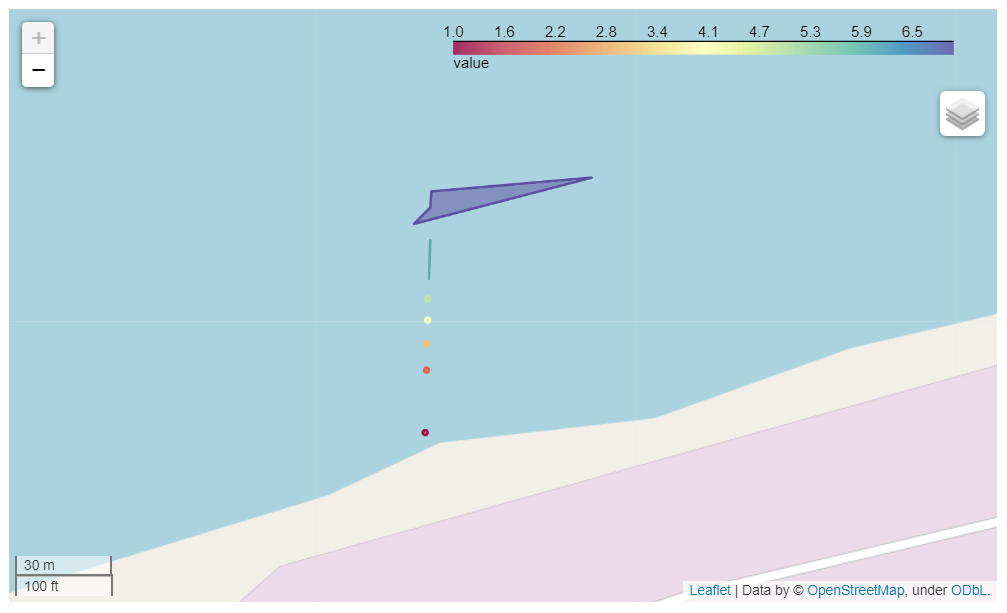 +
−
1.0 1.6 2.2 2.8 3.4 4.1 4.7 5.3 5.9 6.5
value
30 m
100 ft
Leaflet | Data by © OpenStreetMap, under ODbL.